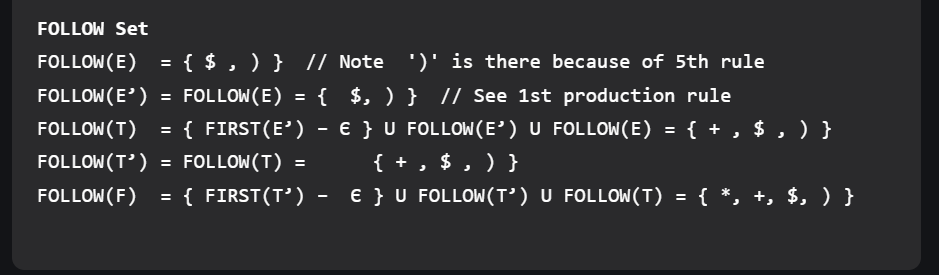 FOLLOW Set
FOLLOW(E)  = { $ , ) }  // Note  ')' is there because of 5th rule
FOLLOW(E’) = FOLLOW(E) = {  $, ) }  // See 1st production rule
FOLLOW(T)  = { FIRST(E’) – Є } U FOLLOW(E’) U FOLLOW(E) = { + , $ , ) }
FOLLOW(T’) = FOLLOW(T) =      { + , $ , ) }
FOLLOW(F)  = { FIRST(T’) –  Є } U FOLLOW(T’) U FOLLOW(T) = { *, +, $, ) }